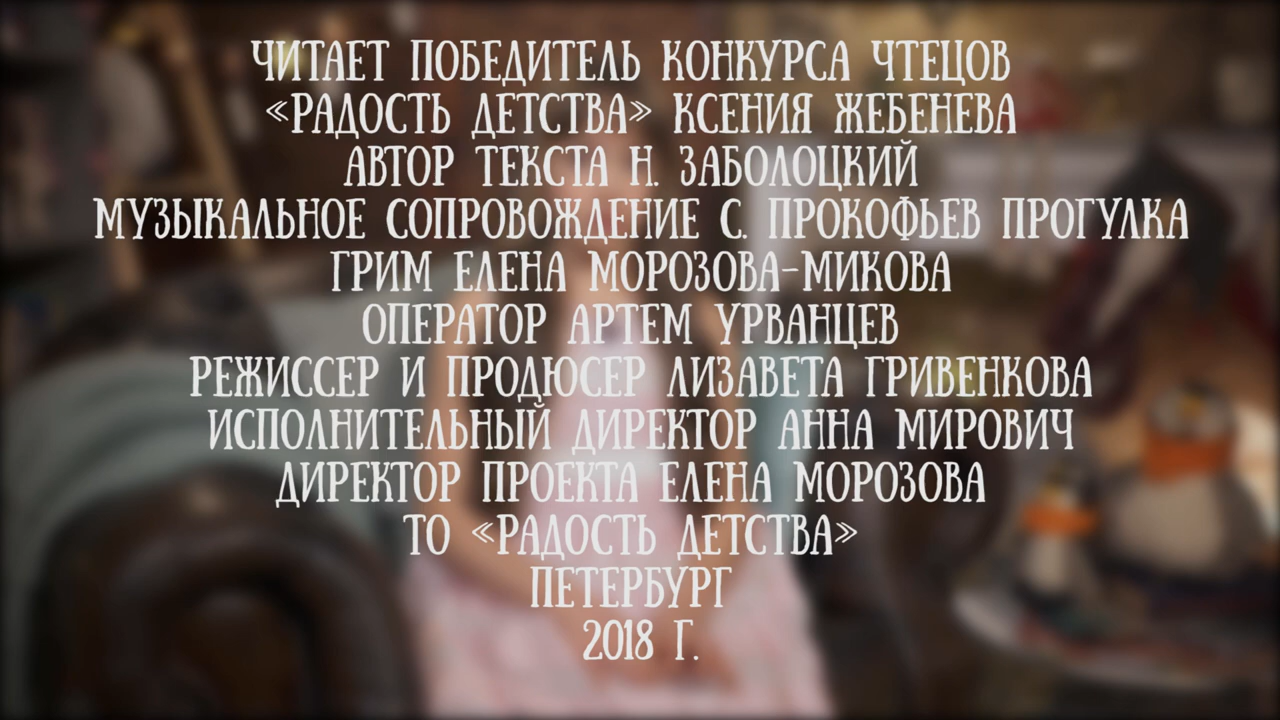 ЧИТАЕТ ПОБЕДИТЕЛЬ КОНКУРСА ЧТЕЦОВ
«РАДОСТЬ ДЕТСТВА» КСЕНИЯ ЖЕБЕНЕВА
АВТОР ТЕКСТА Н. ЗАБОЛОЦКИЙ
МУЗЫКАЛЬНОЕ СОПРОВОЖДЕНИЕ С. ПРОКОФЬЕВ ПРОГУЛКА
ГРИМ ЕЛЕНА МОРОЗОВА-МИКОВА
ОПЕРАТОР АРТЕМ УРВАНЦЕВ
РЕЖИССЕР И ПРОДЮСЕР ЛИЗАВЕТА ГРИВЕНКОВА
ИСПОЛНИТЕЛЬНЫЙ ДИРЕКТОР АННА МИРОВИЧ
ДИРЕКТОР ПРОЕКТА ЕЛЕНА МОРОЗОВА
ТО «РАДОСТЬ ДЕТСТВА»
ПЕТЕРБУРГ
2018 Г.